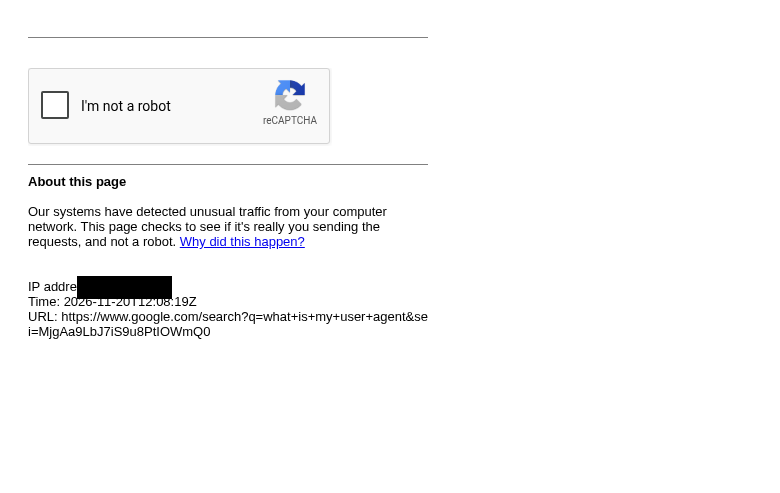 I'm not a robot
reCAPTCHA
About this page
Our systems have detected unusual traffic from your computer
network. This page checks to see if it's really you sending the
requests, and not a robot. Why did this happen?
IP addre
Time: 2026-11-20T12:08:19Z
URL: https://www.google.com/search?q=what+is+my+user+agent&se
i=MjgAa9LbJ7iS9u8PtIOWmQ0